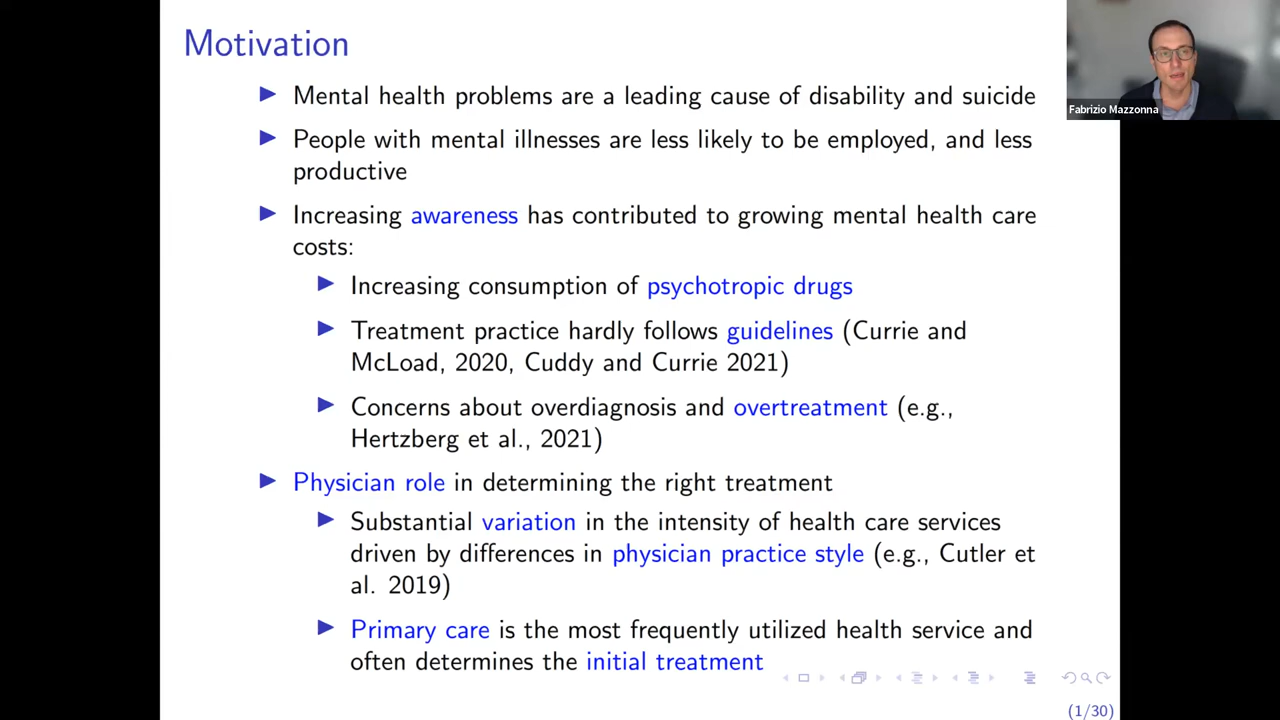 Motivation
Mental health problems are a leading cause of disability and suicide
People with mental illnesses are less likely to be employed, and less
productive
Increasing awareness has contributed to growing mental health care
costs:
Increasing consumption of psychotropic drugs
Treatment practice hardly follows guidelines (Currie and
McLoad, 2020, Cuddy and Currie 2021)
Concerns about overdiagnosis and overtreatment (e.g.,
Hertzberg et al., 2021)
Physician role in determining the right treatment
Substantial variation in the intensity of health care services
driven by differences in physician practice style (e.g., Cutler et
al. 2019)
Primary care is the most frequently utilized health service and
often determines the initial treatment
(1/30)
Fabrizio Mazzonna